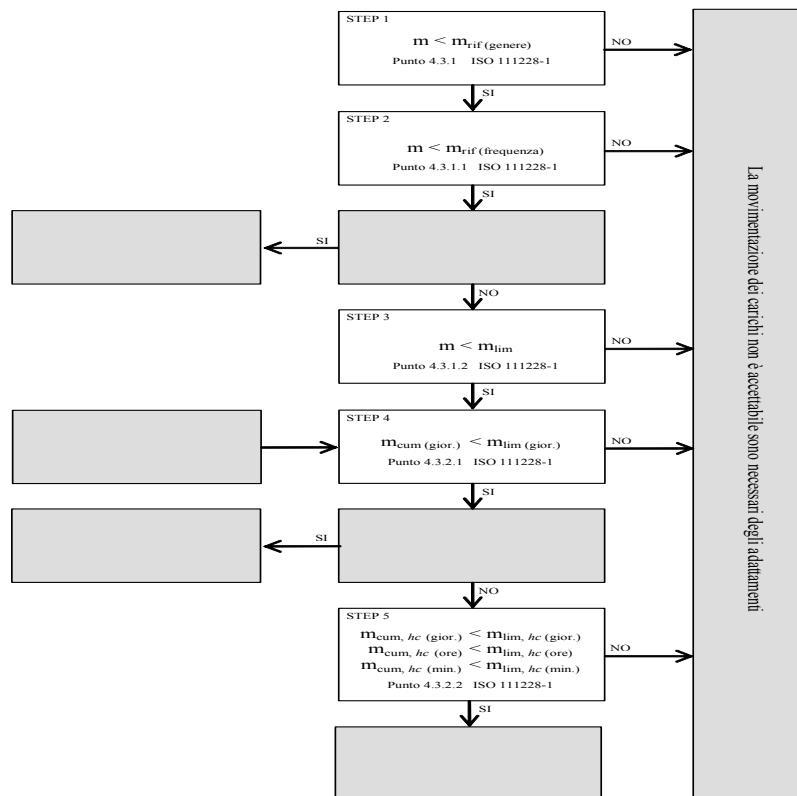 STEP 1
m < mrif (genere)
Punto 4.3.1 ISO 111228-1
NO
SI
STEP 2
m < mrif (frequenza)
Punto 4.3.1.1 ISO 111228-1
NO
SI
SI
NO
STEP 3
m < mlim
Punto 4.3.1.2 ISO 111228-1
NO
SI
STEP 4
mcum (gior.) < mlim (gior.)
Punto 4.3.2.1 ISO 111228-1
NO
SI
SI
NO
STEP 5
mcum, hc (gior.) < mlim, hc (gior.)
mcum, hc (ore) < mlim, hc (ore)
mcum, hc (min.) < mlim, hc (min.)
Punto 4.3.2.2 ISO 111228-1
NO
SI
La movimentazione dei carichi non è accettabile sono necessari degli adattamenti